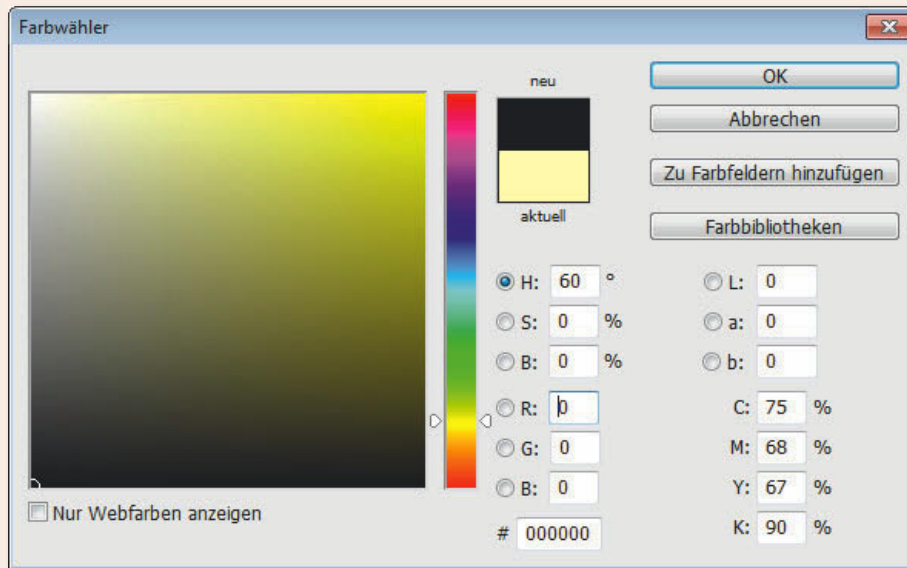 Farbwähler
neu
aktuell
OK
Abbrechen
Zu Farbfeldern hinzufügen
Farbbibliotheken
H: 60 °
S: 0 %
B: 0 %
R: 0
G: 0
B: 0
# 000000
L: 0
a: 0
b: 0
C: 75 %
M: 68 %
Y: 67 %
K: 90 %
Nur Webfarben anzeigen